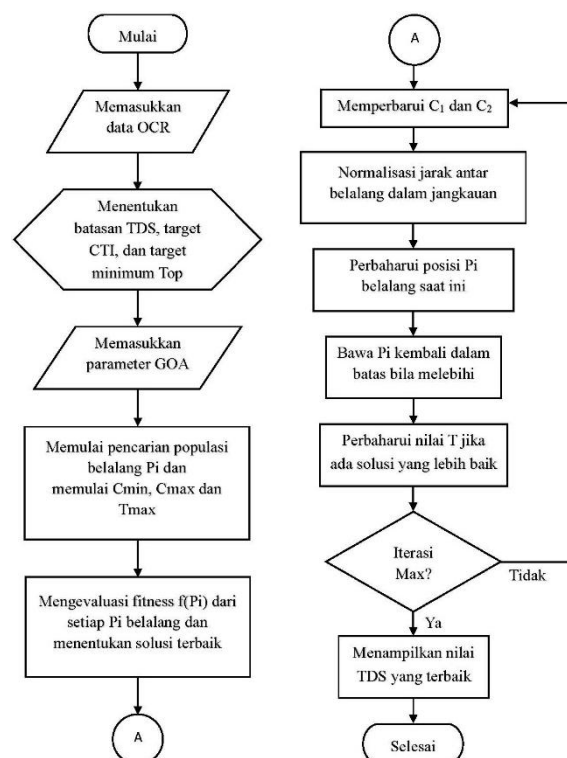 Mulai
Memasukkan
data OCR
Menentukan
batasan TDS, target
CTI, dan target
minimum Top
Memasukkan
parameter GOA
Memulai pencarian populasi
belalang Pi dan
memulai Cmin, Cmax dan
Tmax
Mengevaluasi fitness f(Pi) dari
setiap Pi belalang dan
menentukan solusi terbaik
A
A
Memperbarui C₁ dan C₂
Normalisasi jarak antar
belalang dalam jangkauan
Perbaharui posisi Pi
belalang saat ini
Bawa Pi kembali dalam
batas bila melebihi
Perbaharui nilai T jika
ada solusi yang lebih baik
Iterasi
Max?
Tidak
Ya
Menampilkan nilai
TDS yang terbaik
Selesai